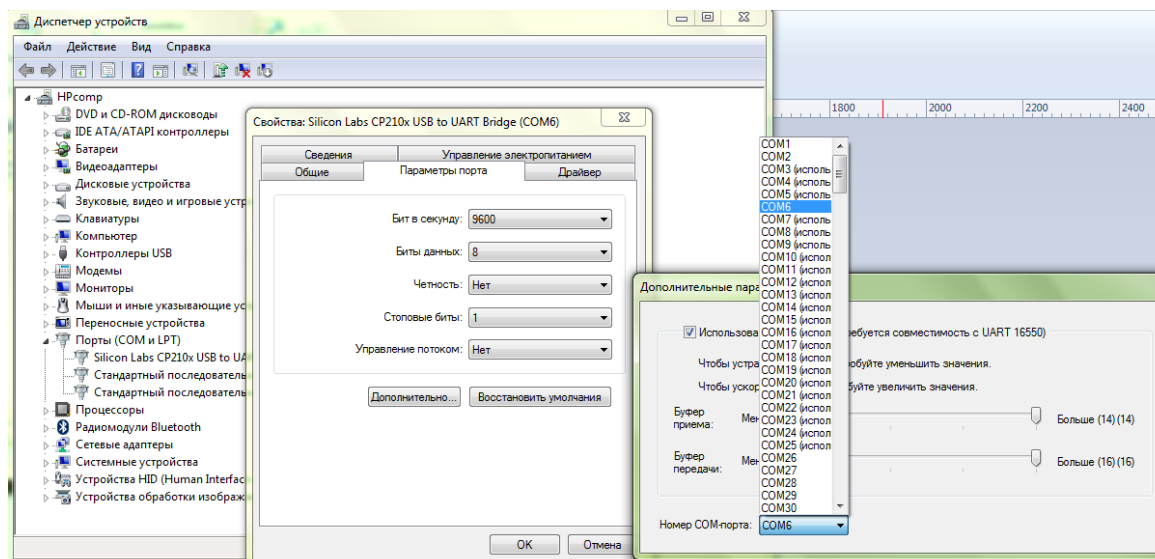 Диспетчер устройств
Файл Действие Вид Справка
HPcomp
DVD и CD-ROM дисководы
IDE ATA/ATAPI контроллеры
Батареи
Видеоадаптеры
Дисковые устройства
Звуковые, видео и игровые устр
Клавиатуры
Компьютер
Контроллеры USB
Модемы
Мониторы
Мыши и иные указывающие ус
Переносные устройства
Порты (COM и LPT)
Silicon Labs CP210x USB to UA
Стандартный последователь
Стандартный последователь
Процессоры
Радиомодули Bluetooth
Сетевые адаптеры
Системные устройства
Устройства HID (Human Interfac
Устройства обработки изображ
Свойства: Silicon Labs CP210x USB to UART Bridge (COM6)
Сведения Управление электропитанием
Общие Параметры порта Драйвер
Бит в секунду: 9600
Биты данных: 8
Четность: Нет
Стоповые биты: 1
Управление потоком: Нет
Дополнительно... Восстановить умолчания
OK Отмена
1800 2000 2200 2400
COM1
COM2
COM3 (исполь
COM4 (исполь
COM5 (исполь
COM6
COM7 (исполь
COM8 (исполь
COM9 (исполь
COM10 (испол
COM11 (испол
COM12 (испол
COM13 (испол
COM14 (испол
COM15 (испол
COM16 (испол
COM17 (испол
COM18 (испол
COM19 (испол
COM20 (испол
COM21 (испол
COM22 (испол
COM23 (испол
COM24 (испол
COM25 (испол
COM26
COM27
COM28
COM29
COM30
Дополнительные пара
Использова ребуется совместимость с UART 16550)
Чтобы устра обуйте уменьшить значения.
Чтобы ускор буйте увеличить значения.
Буфер
приема: Мен Больше (14) (14)
Буфер
передачи: Мен Больше (16) (16)
Номер COM-порта: COM6